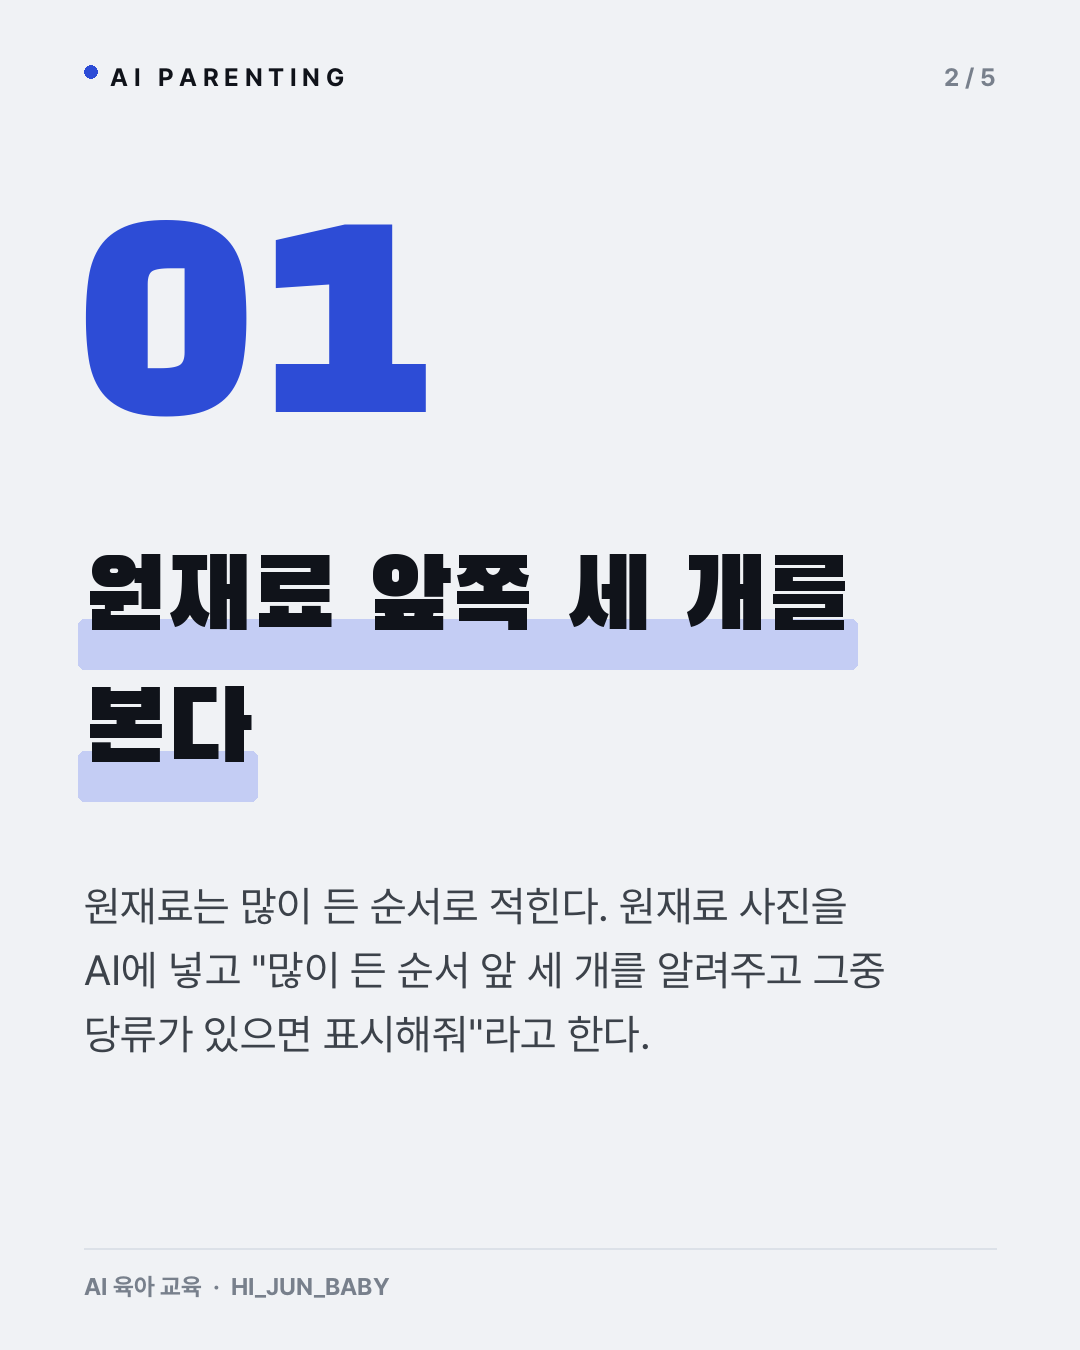 AI PARENTING
2 / 5
01
원재료 앞쪽 세 개를
본다
원재료는 많이 든 순서로 적힌다. 원재료 사진을
AI에 넣고 "많이 든 순서 앞 세 개를 알려주고 그중
당류가 있으면 표시해줘"라고 한다.
AI 육아 교육 · HI_JUN_BABY